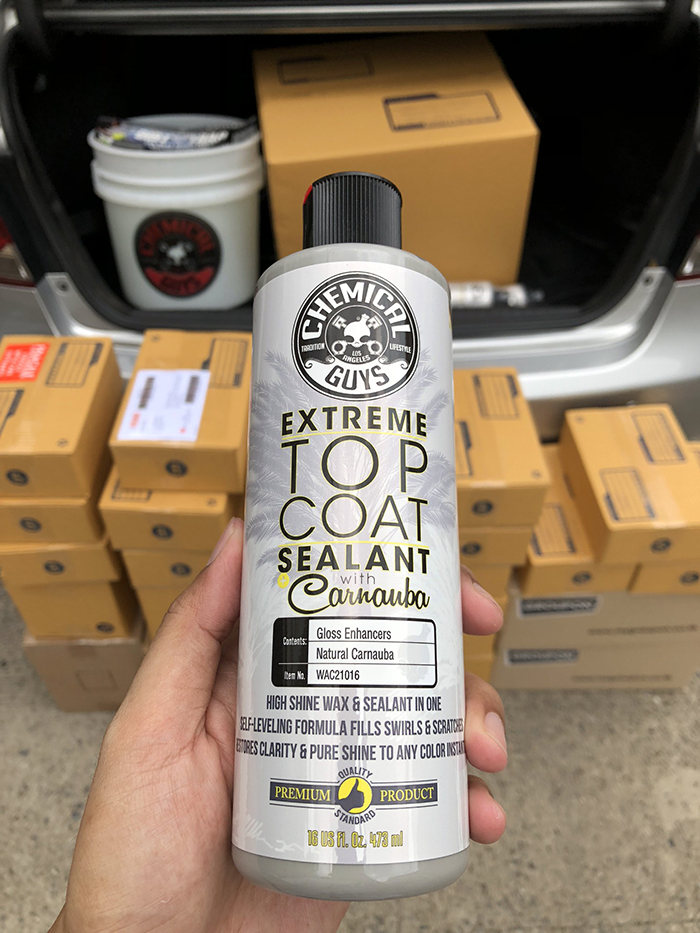 CHEMICAL
GUYS
CHEMICAL
TRADITION
LIFESTYLE
LOS
ANGELES
GUYS
EXTREME
TOP
COAT
SEALANT
with
Carnauba
Contents: Gloss Enhancers
Natural Carnauba
Item No. WAC21016
HIGH SHINE WAX & SEALANT IN ONE
SELF-LEVELING FORMULA FILLS SWIRLS & SCRATCHES
CLARITY & PURE SHINE TO ANY COLOR
QUALITY
PREMIUM PRODUCT
STANDARD
16 US fl. Oz. 473 ml